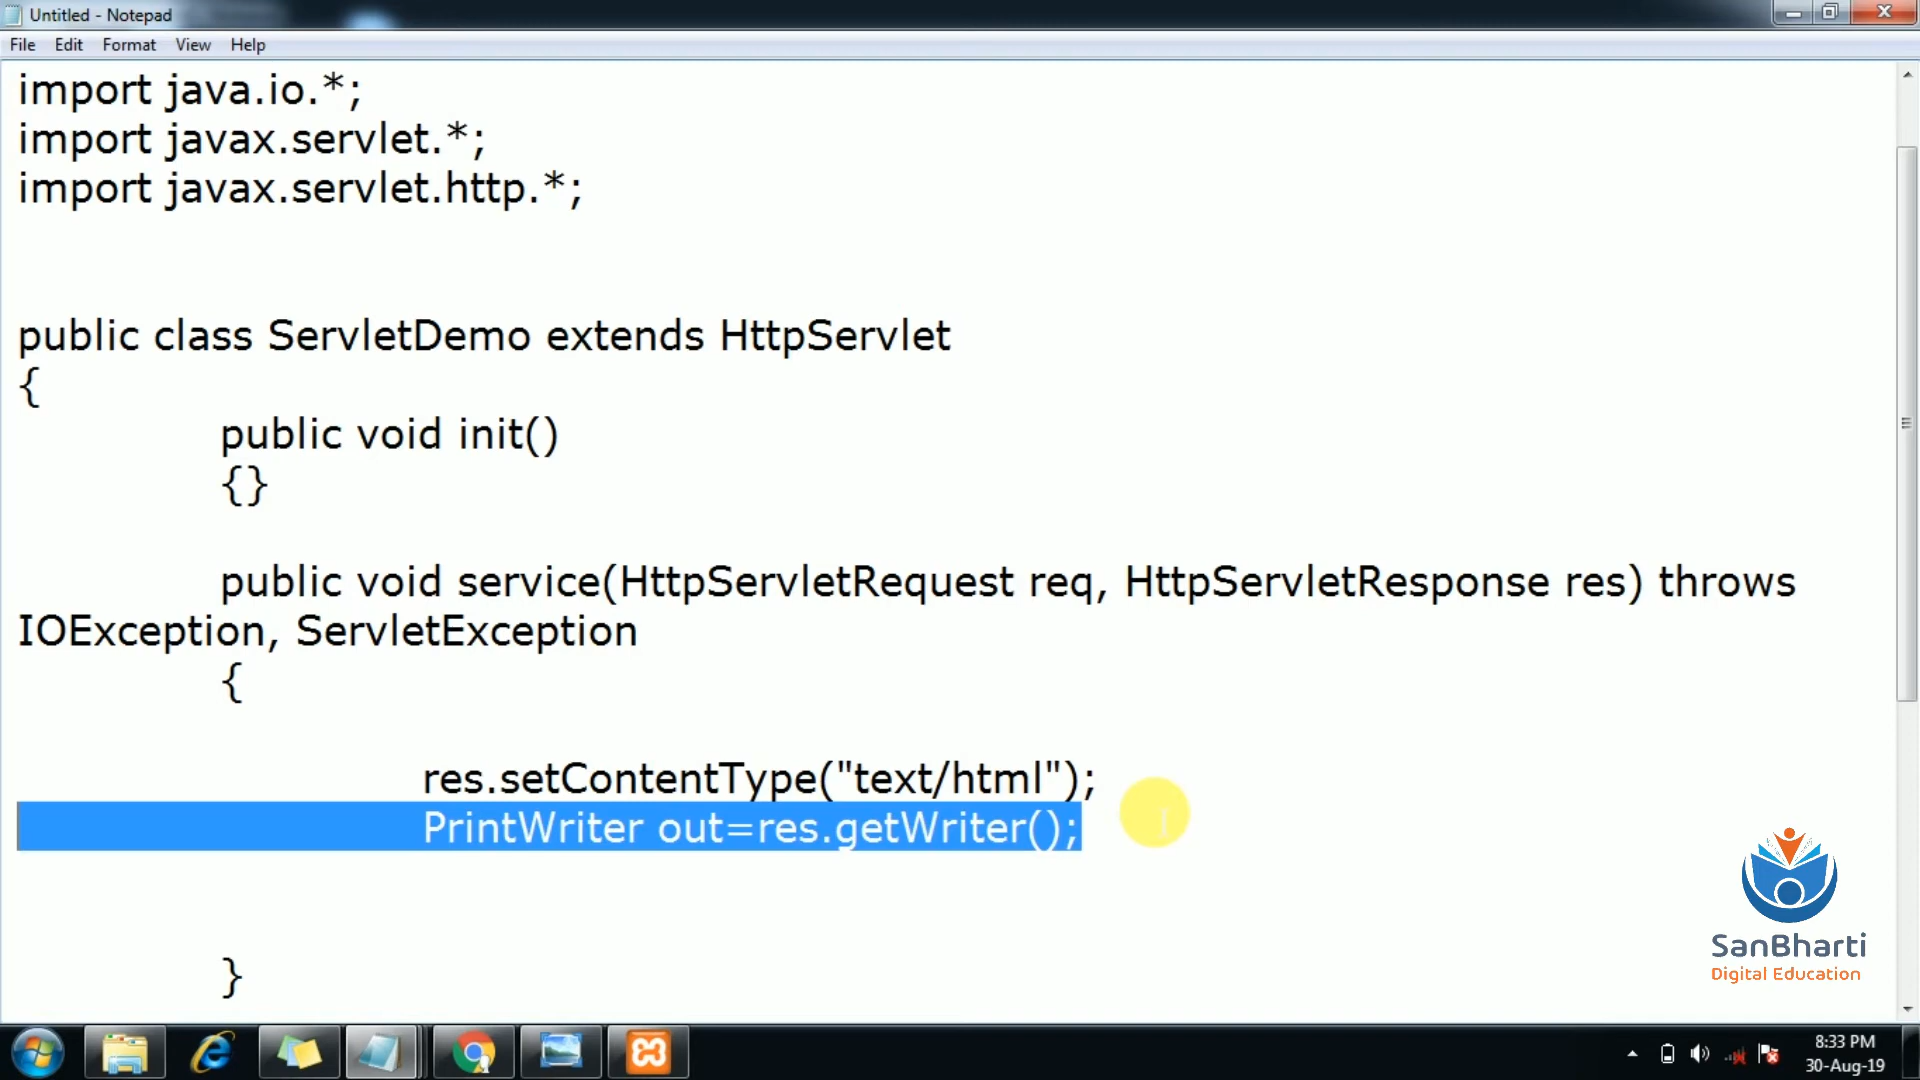 Untitled - Notepad
File Edit Format View Help
import java.io.*;
import javax.servlet.*;
import javax.servlet.http.*;
public class ServletDemo extends HttpServlet
{
public void init()
{}
public void service(HttpServletRequest req, HttpServletResponse res) throws
IOException, ServletException
{
res.setContentType("text/html");
PrintWriter out=res.getWriter();
}
SanBharti
Digital Education
8:33 PM
30-Aug-19